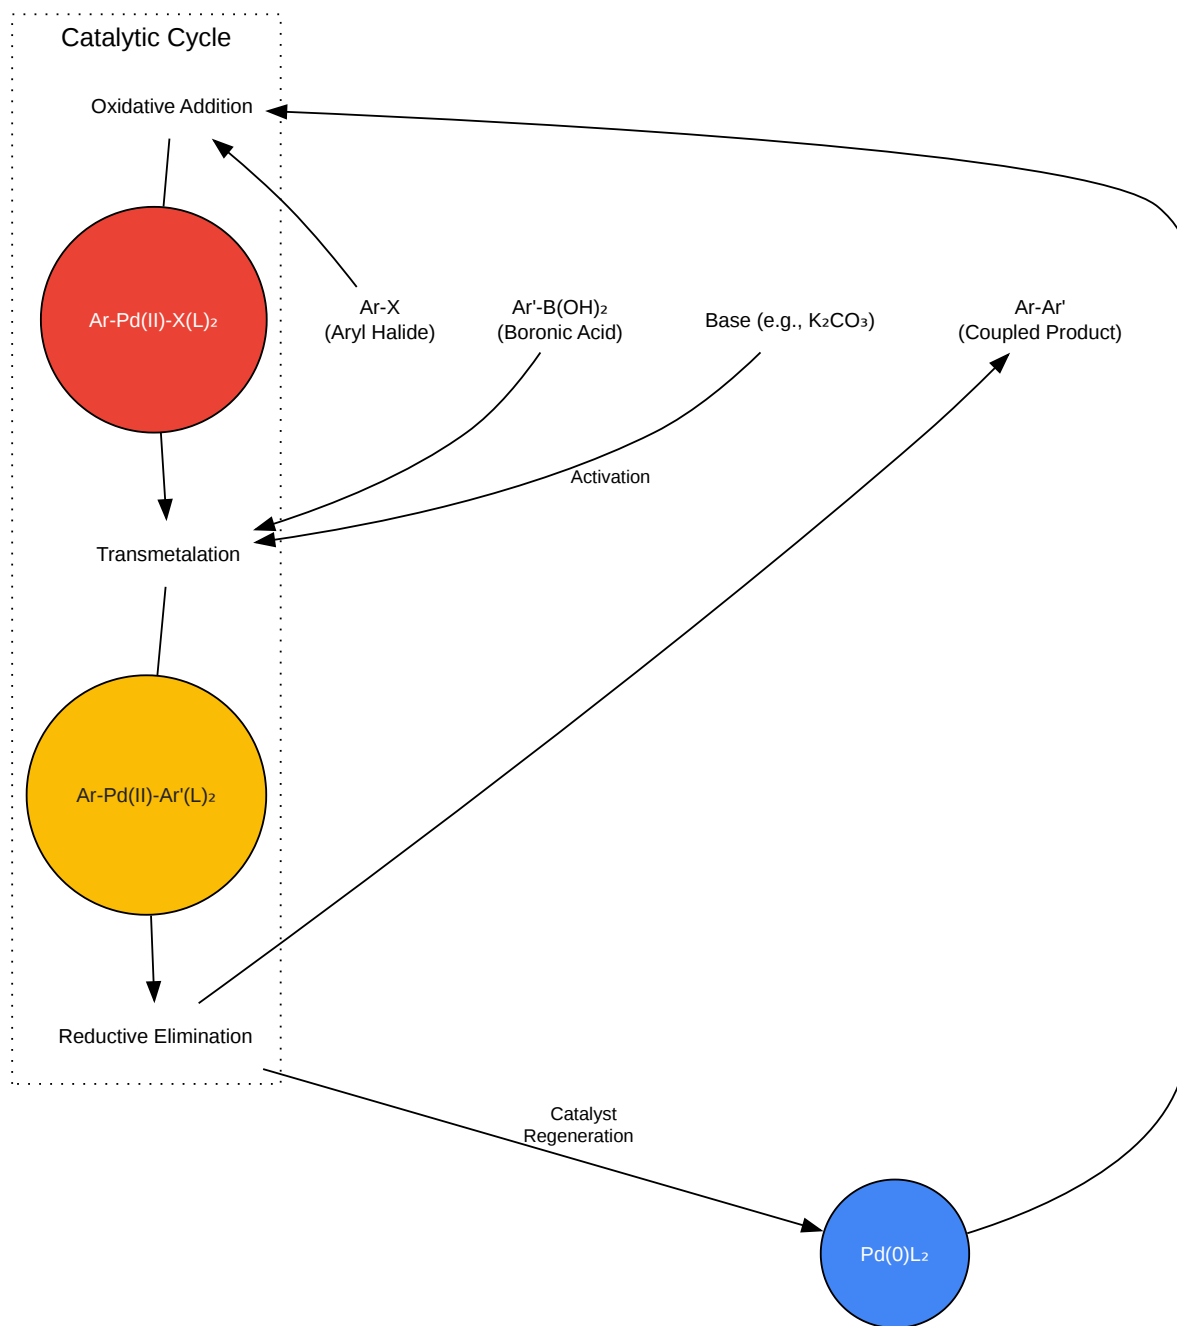 Catalytic Cycle
Oxidative Addition
Ar-Pd(II)-X(L)₂
Ar-X
(Aryl Halide)
Ar'-B(OH)₂
(Boronic Acid)
Base (e.g., K₂CO₃)
Ar-Ar'
(Coupled Product)
Activation
Transmetalation
Ar-Pd(II)-Ar'(L)₂
Reductive Elimination
Catalyst
Regeneration
Pd(0)L₂